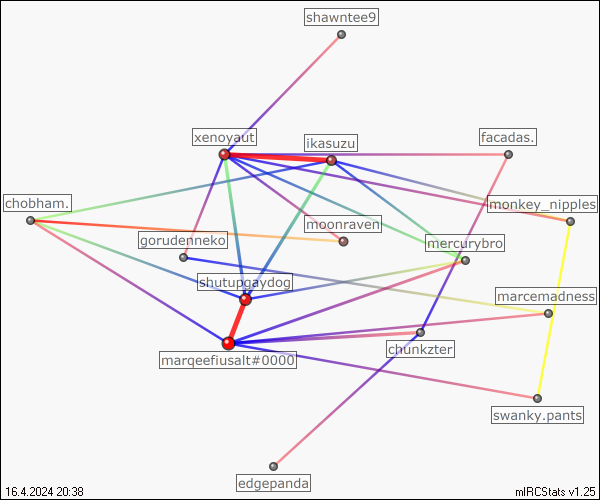 shawntee9
xenoyaut
ikasuzu
facadas.
chobham.
monkey_nipples
moonraven
gorudenneko
mercurybro
shutupgaydog
marcemadness
chunkzter
marqeefiusalt#0000
swanky.pants
edgepanda
16.4.2024 20:38
mIRCStats v1.25